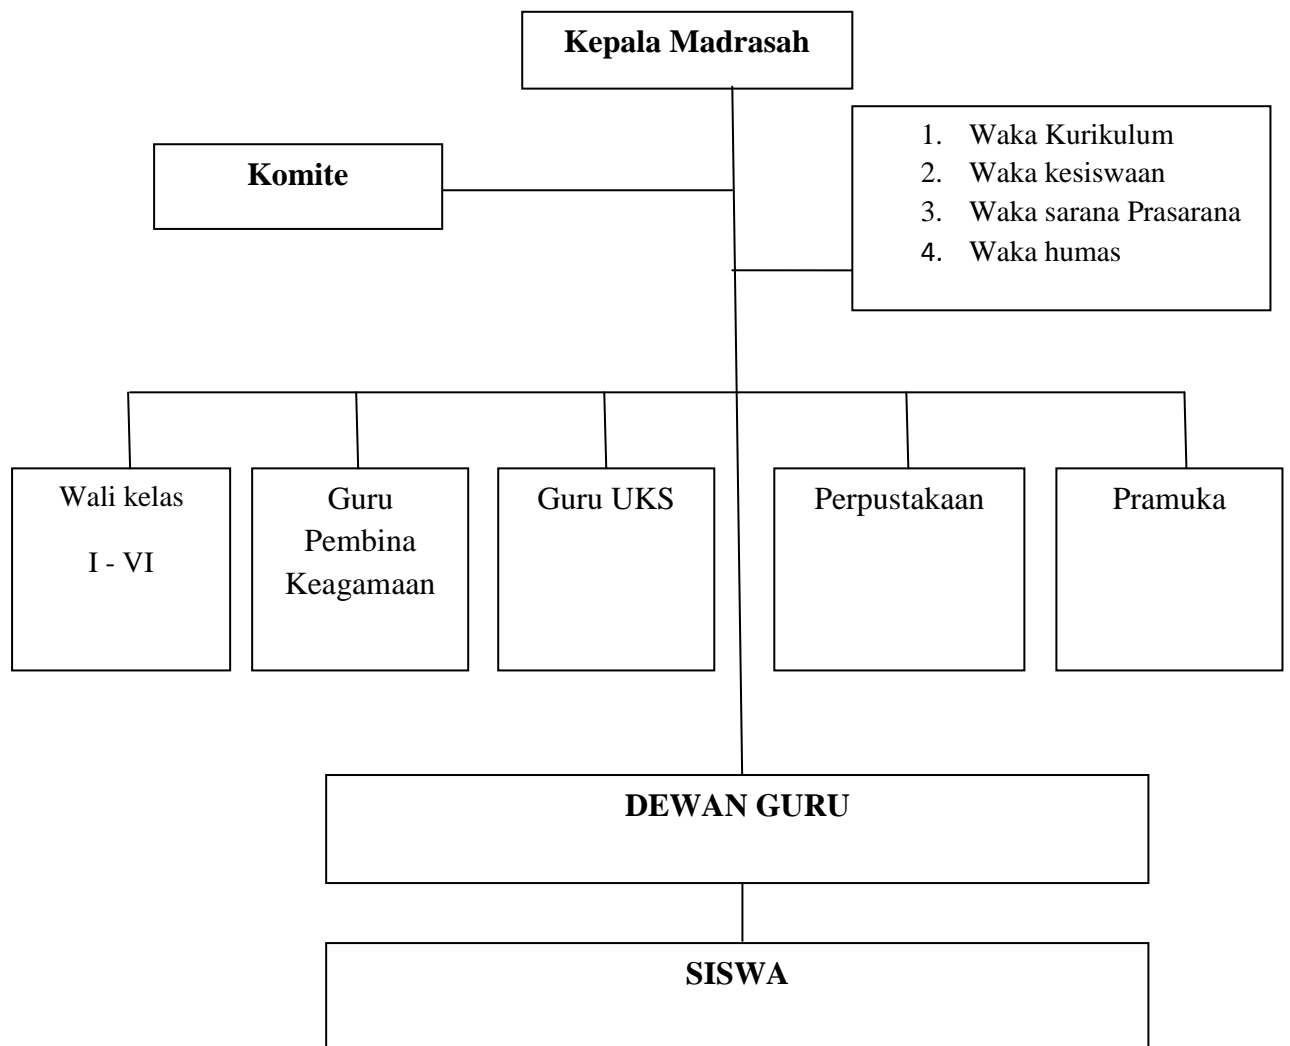 Kepala Madrasah
Komite
1. Waka Kurikulum
2. Waka kesiswaan
3. Waka sarana Prasarana
4. Waka humas
Wali kelas
I - VI
Guru
Pembina
Keagamaan
Guru UKS
Perpustakaan
Pramuka
DEWAN GURU
SISWA